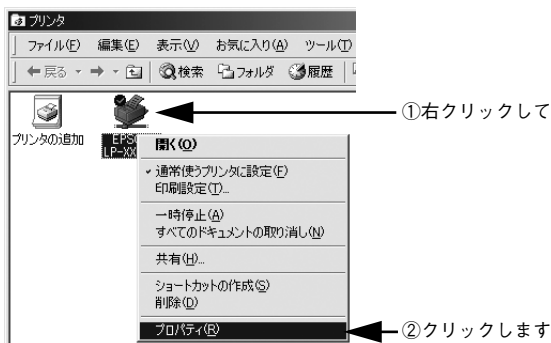 プリンタ
ファイル(F) 編集(E) 表示(V) お気に入り(A) ツール(T)
戻る 検索 フォルダ 履歴
①右クリックして
プリンタの追加
LP-XX
開く(O)
通常使うプリンタに設定(F)
印刷設定(T)...
一時停止(A)
すべてのドキュメントの取り消し(N)
共有(H)...
ショートカットの作成(S)
削除(D)
プロパティ(R)
②クリックします